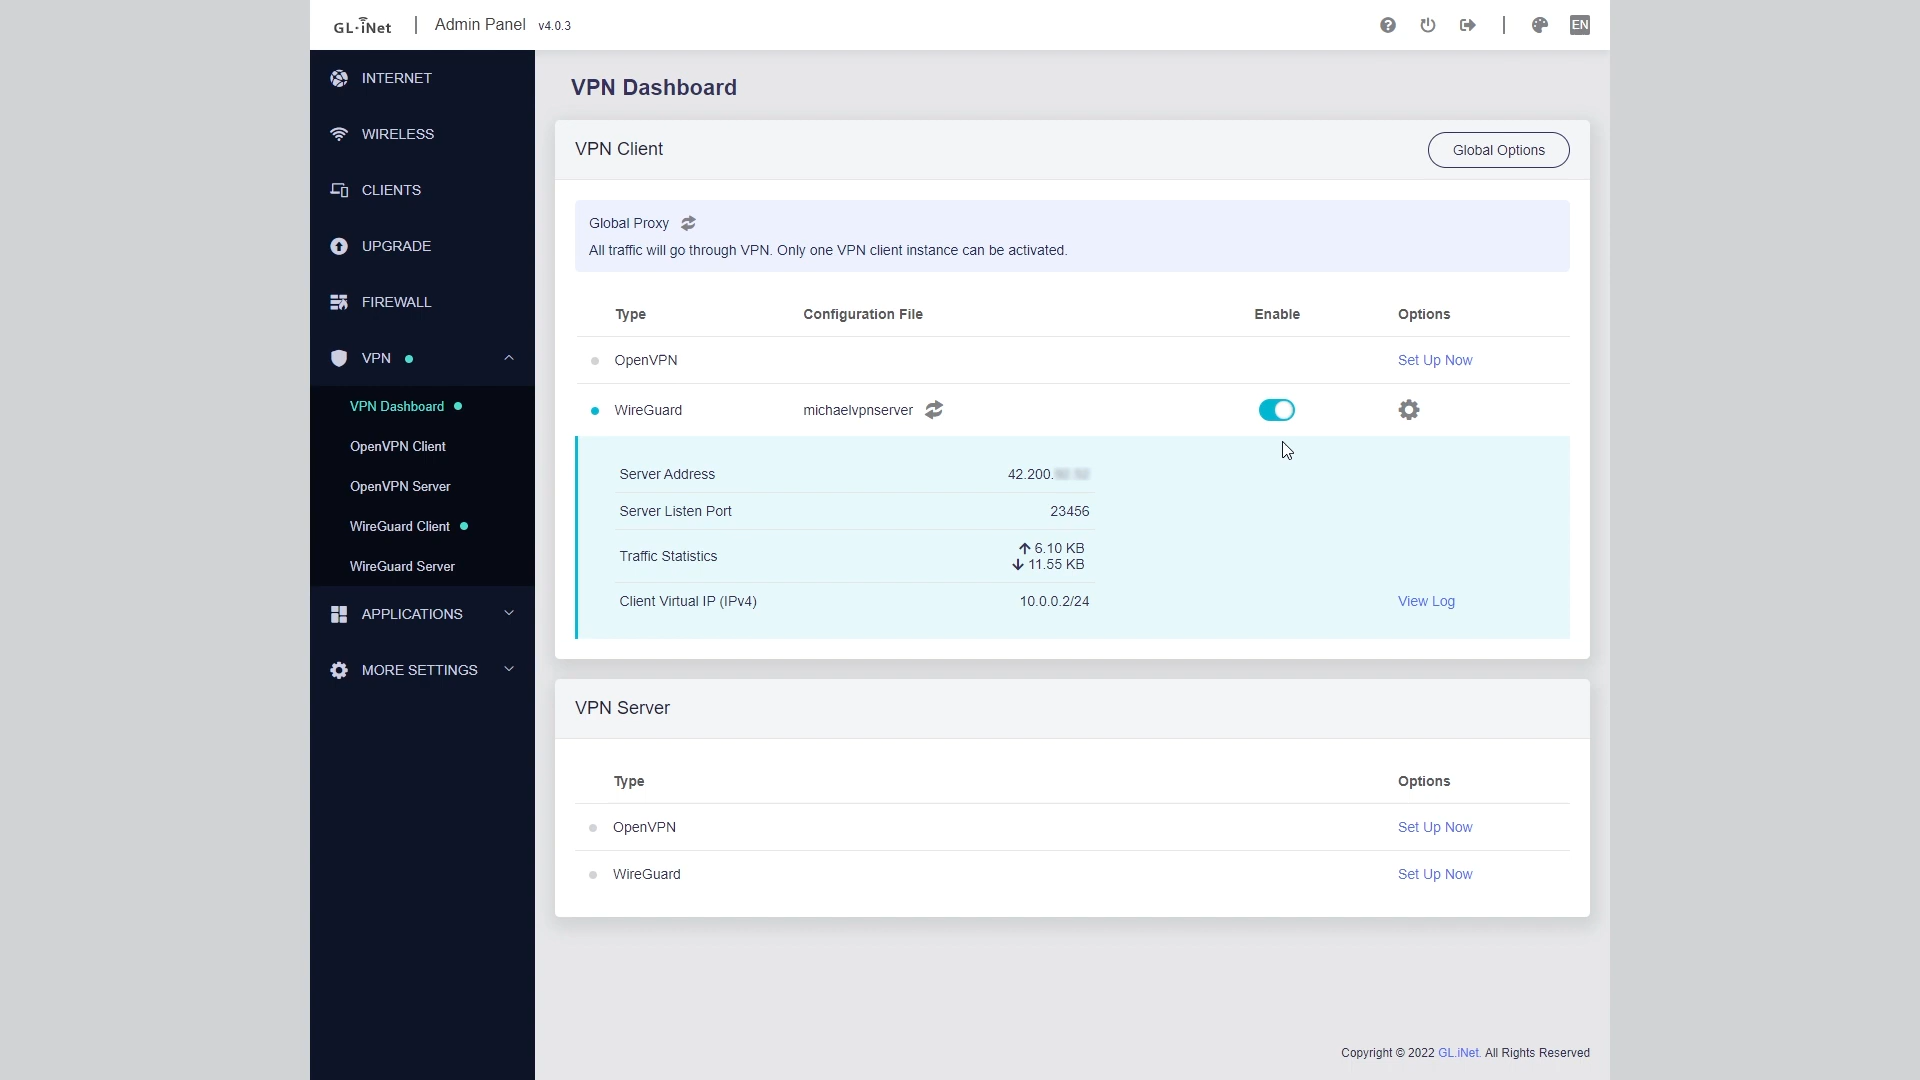 GL·iNet | Admin Panel v4.0.3
EN
INTERNET
WIRELESS
CLIENTS
UPGRADE
FIREWALL
VPN
VPN Dashboard
OpenVPN Client
OpenVPN Server
WireGuard Client
WireGuard Server
APPLICATIONS
MORE SETTINGS
VPN Dashboard
VPN Client
Global Options
Global Proxy
All traffic will go through VPN. Only one VPN client instance can be activated.
Type Configuration File Enable Options
OpenVPN Set Up Now
WireGuard michaelvpnserver
Server Address 42.200.
Server Listen Port 23456
Traffic Statistics ↑ 6.10 KB
↓ 11.55 KB
Client Virtual IP (IPv4) 10.0.0.2/24 View Log
VPN Server
Type Options
OpenVPN Set Up Now
WireGuard Set Up Now
Copyright © 2022 GL.iNet. All Rights Reserved